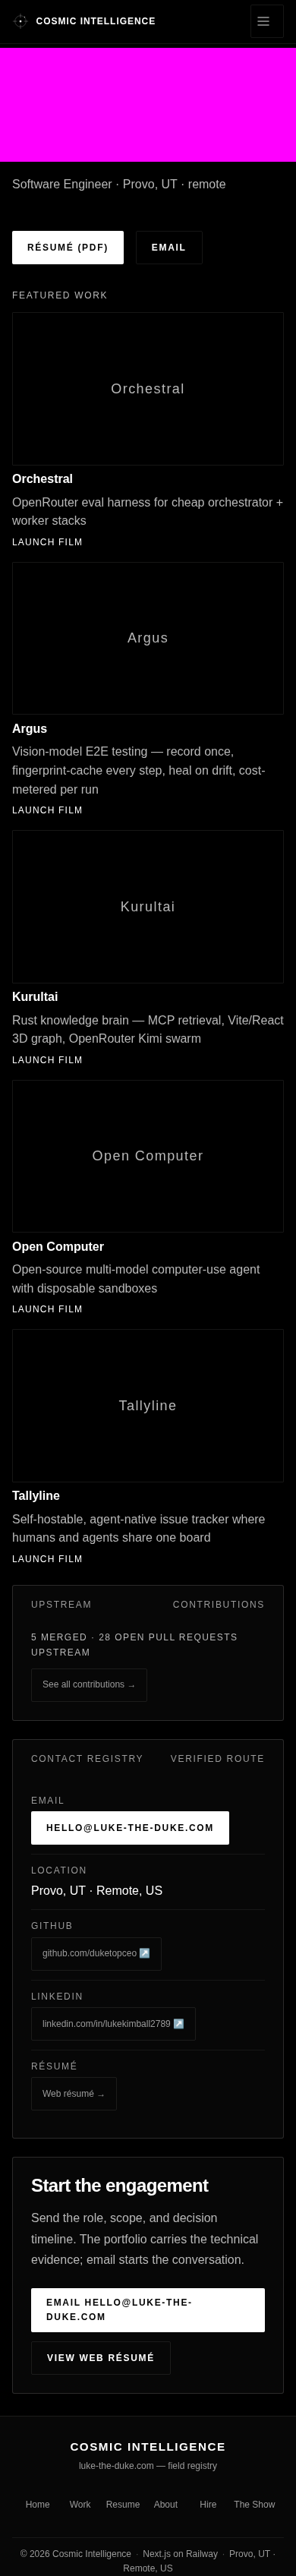 COSMIC INTELLIGENCE
Software Engineer · Provo, UT · remote
RÉSUMÉ (PDF)
EMAIL
FEATURED WORK
Orchestral
Orchestral
OpenRouter eval harness for cheap orchestrator +
worker stacks
LAUNCH FILM
Argus
Argus
Vision-model E2E testing — record once,
fingerprint-cache every step, heal on drift, cost-
metered per run
LAUNCH FILM
Kurultai
Kurultai
Rust knowledge brain — MCP retrieval, Vite/React
3D graph, OpenRouter Kimi swarm
LAUNCH FILM
Open Computer
Open Computer
Open-source multi-model computer-use agent
with disposable sandboxes
LAUNCH FILM
Tallyline
Tallyline
Self-hostable, agent-native issue tracker where
humans and agents share one board
LAUNCH FILM
UPSTREAM
CONTRIBUTIONS
5 MERGED · 28 OPEN PULL REQUESTS
UPSTREAM
See all contributions →
CONTACT REGISTRY
VERIFIED ROUTE
EMAIL
HELLO@LUKE-THE-DUKE.COM
LOCATION
Provo, UT · Remote, US
GITHUB
github.com/duketopceo ↗
LINKEDIN
linkedin.com/in/lukekimball2789 ↗
RÉSUMÉ
Web résumé →
Start the engagement
Send the role, scope, and decision
timeline. The portfolio carries the technical
evidence; email starts the conversation.
EMAIL HELLO@LUKE-THE-
DUKE.COM
VIEW WEB RÉSUMÉ
COSMIC INTELLIGENCE
luke-the-duke.com — field registry
Home
Work
Resume
About
Hire
The Show
© 2026 Cosmic Intelligence · Next.js on Railway · Provo, UT ·
Remote, US